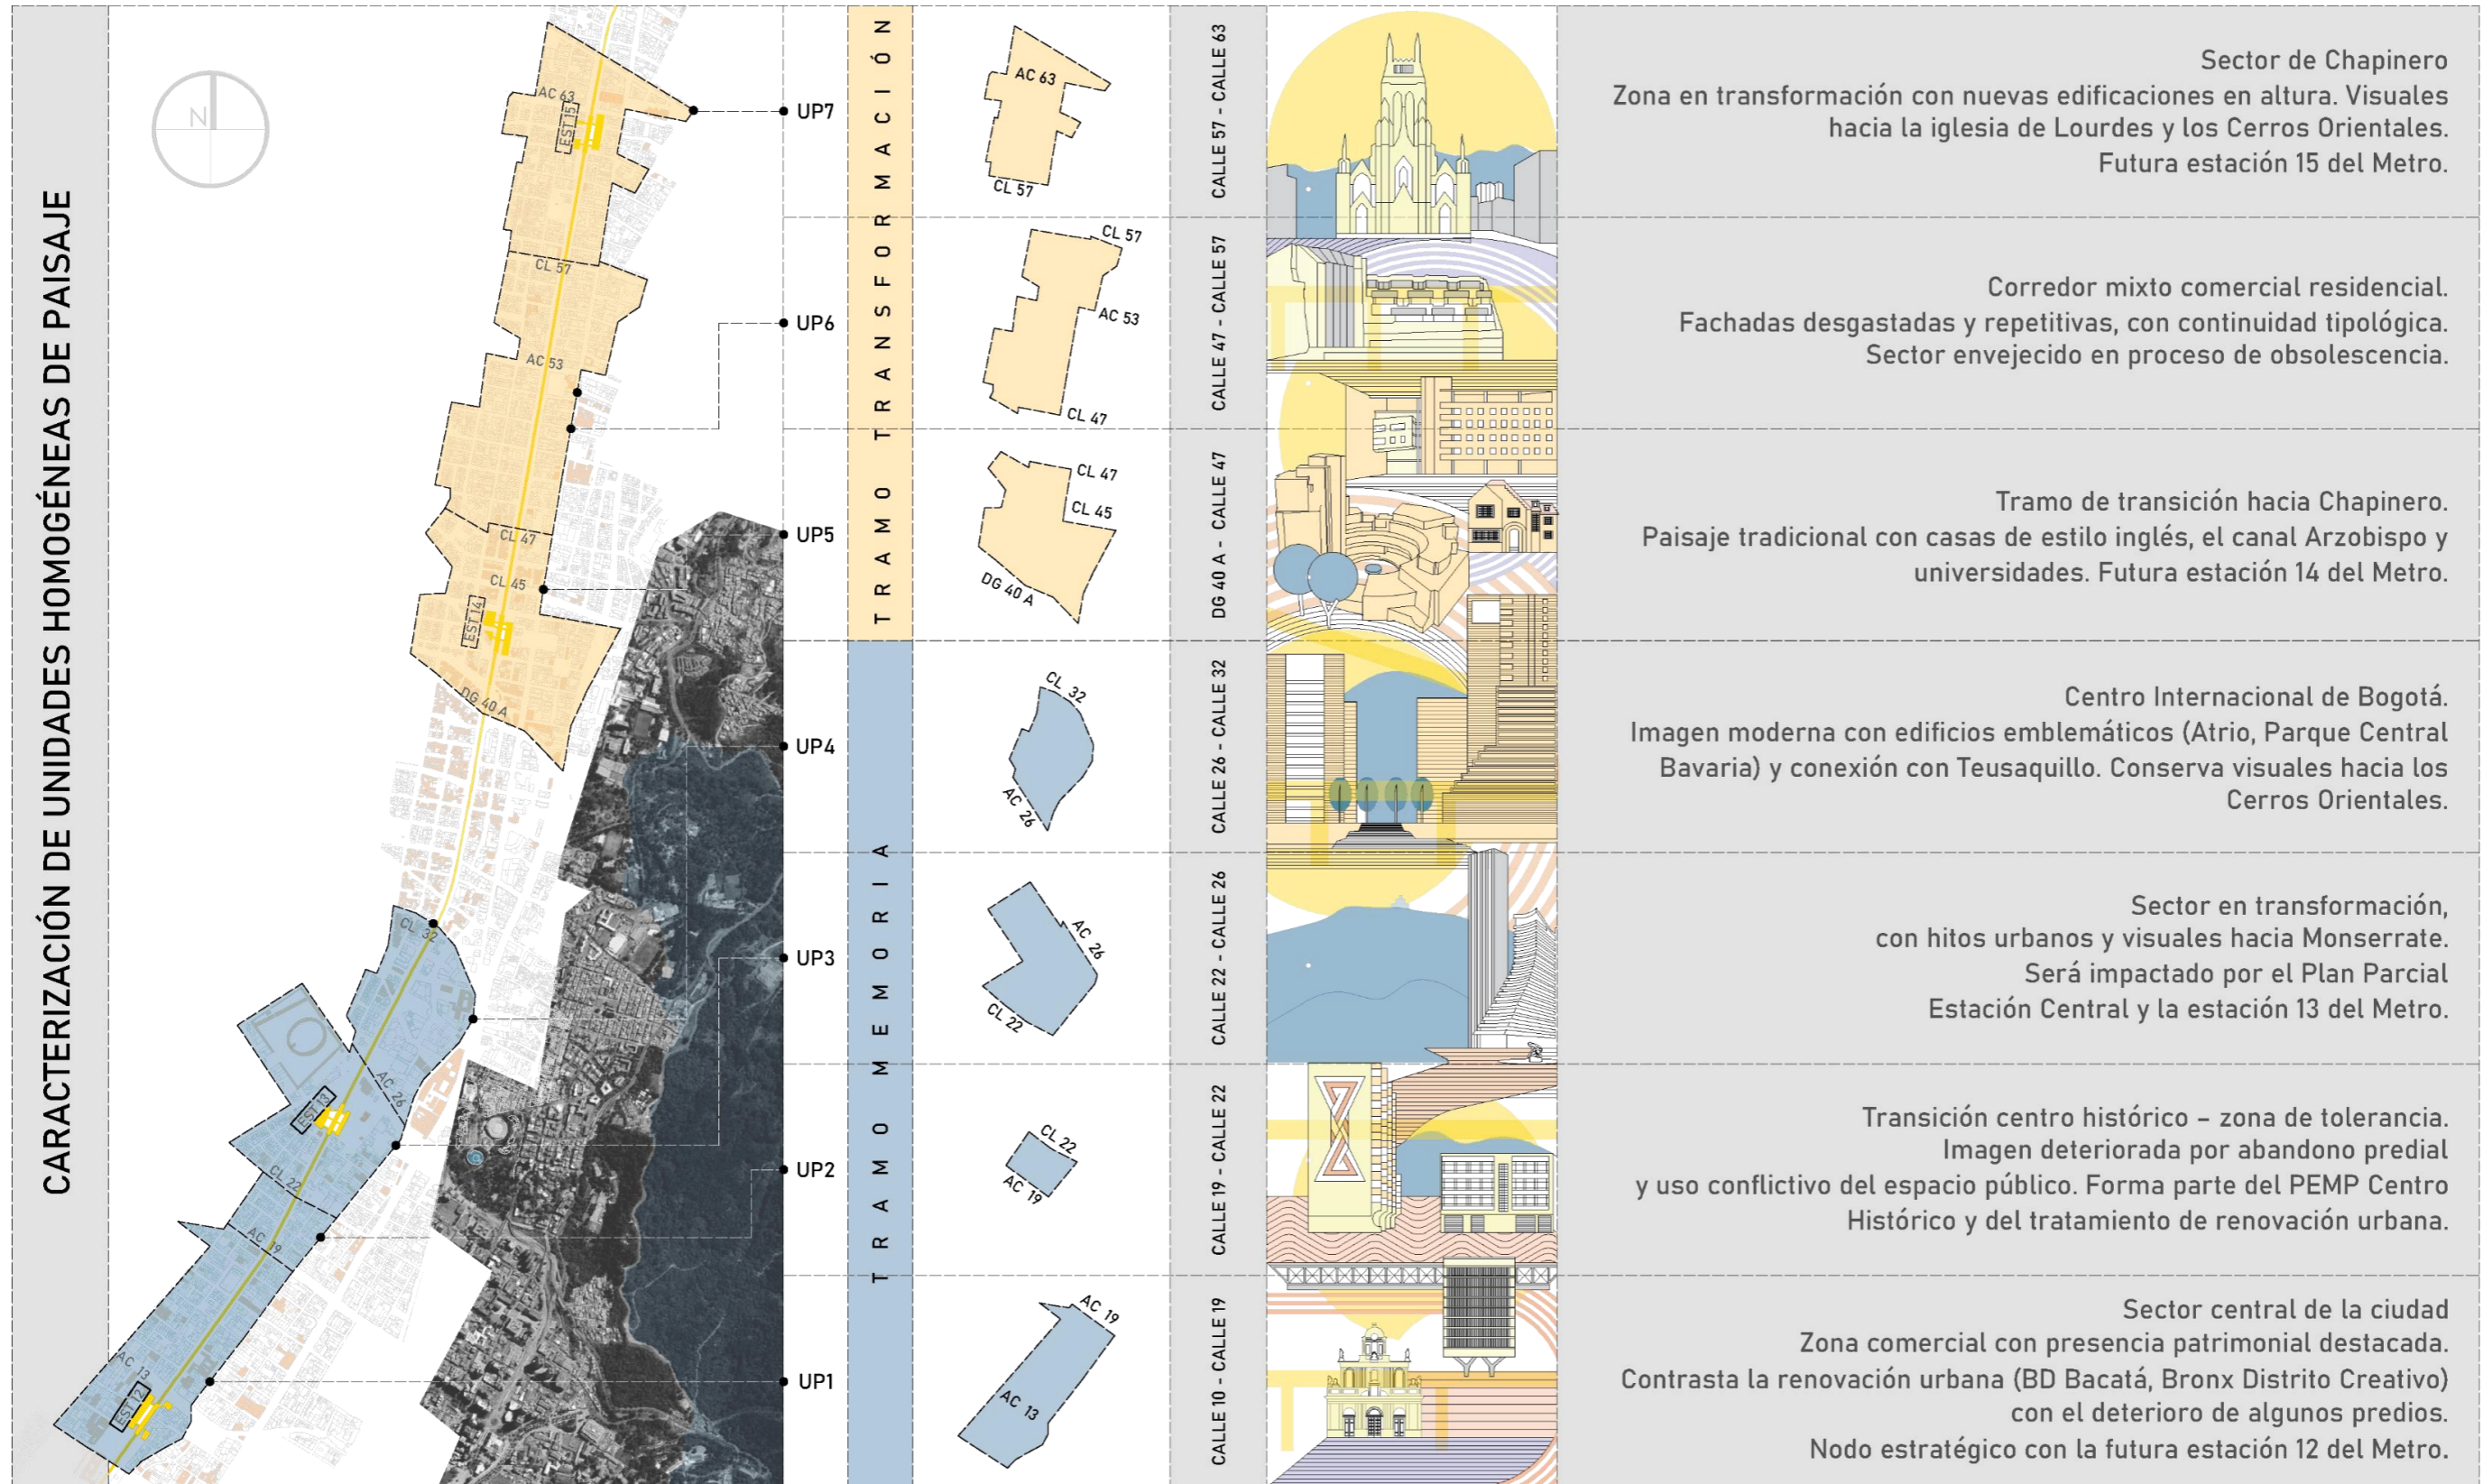 CARACTERIZACIÓN DE UNIDADES HOMOGÉNEAS DE PAISAJE
N
AC 63
EST 15
CL 57
AC 53
CL 47
CL 45
EST 14
DG 40 A
CL 32
AC 26
EST 13
CL 22
AC 19
AC 13
EST 12
UP7
UP6
UP5
UP4
UP3
UP2
UP1
TRAMO TRANSFORMACIÓN
TRAMO MEMORIA
AC 63
CL 57
CALLE 57 - CALLE 63
Sector de Chapinero
Zona en transformación con nuevas edificaciones en altura. Visuales
hacia la iglesia de Lourdes y los Cerros Orientales.
Futura estación 15 del Metro.
CL 57
AC 53
CL 47
CALLE 47 - CALLE 57
Corredor mixto comercial residencial.
Fachadas desgastadas y repetitivas, con continuidad tipológica.
Sector envejecido en proceso de obsolescencia.
CL 47
CL 45
DG 40 A
DG 40 A - CALLE 47
Tramo de transición hacia Chapinero.
Paisaje tradicional con casas de estilo inglés, el canal Arzobispo y
universidades. Futura estación 14 del Metro.
CL 32
AC 26
CALLE 26 - CALLE 32
Centro Internacional de Bogotá.
Imagen moderna con edificios emblemáticos (Atrio, Parque Central
Bavaria) y conexión con Teusaquillo. Conserva visuales hacia los
Cerros Orientales.
AC 26
CL 22
CALLE 22 - CALLE 26
Sector en transformación,
con hitos urbanos y visuales hacia Monserrate.
Será impactado por el Plan Parcial
Estación Central y la estación 13 del Metro.
CL 22
AC 19
CALLE 19 - CALLE 22
Transición centro histórico – zona de tolerancia.
Imagen deteriorada por abandono predial
y uso conflictivo del espacio público. Forma parte del PEMP Centro
Histórico y del tratamiento de renovación urbana.
AC 19
AC 13
CALLE 10 - CALLE 19
Sector central de la ciudad
Zona comercial con presencia patrimonial destacada.
Contrasta la renovación urbana (BD Bacatá, Bronx Distrito Creativo)
con el deterioro de algunos predios.
Nodo estratégico con la futura estación 12 del Metro.